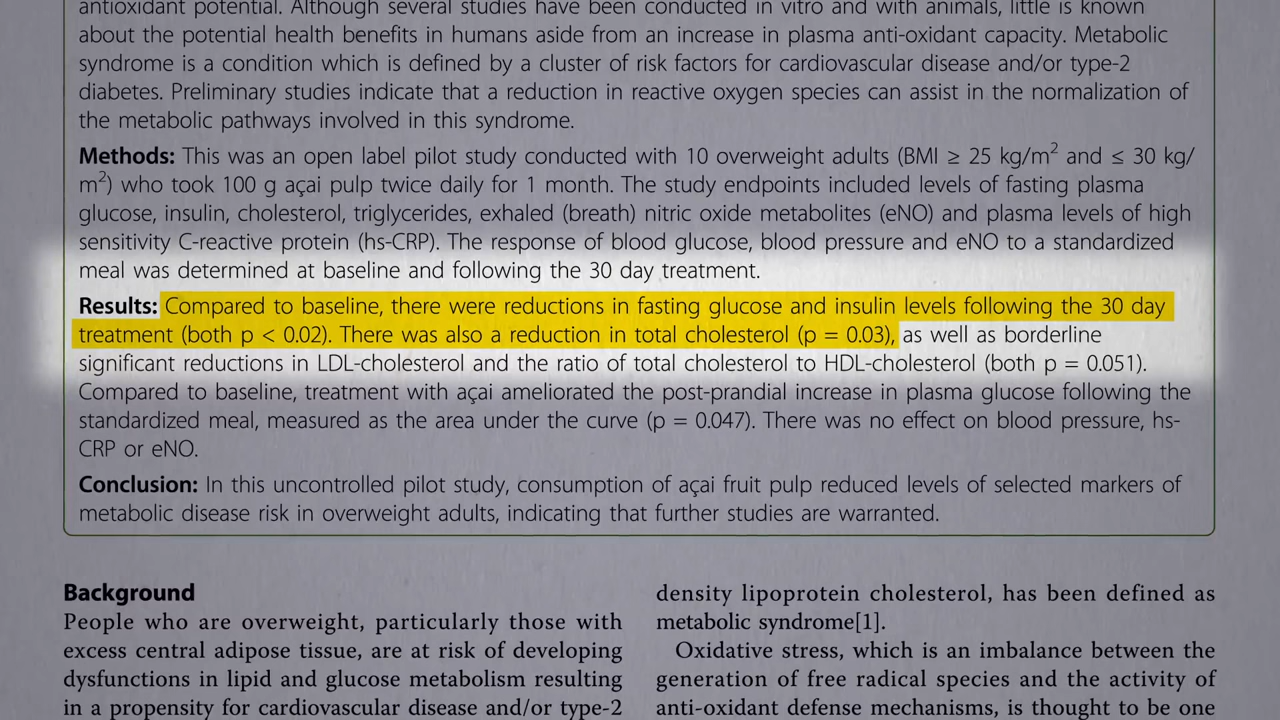 antioxidant potential. Although several studies have been conducted in vitro and with animals, little is known
about the potential health benefits in humans aside from an increase in plasma anti-oxidant capacity. Metabolic
syndrome is a condition which is defined by a cluster of risk factors for cardiovascular disease and/or type-2
diabetes. Preliminary studies indicate that a reduction in reactive oxygen species can assist in the normalization of
the metabolic pathways involved in this syndrome.
Methods: This was an open label pilot study conducted with 10 overweight adults (BMI ≥ 25 kg/m² and ≤ 30 kg/
m²) who took 100 g açai pulp twice daily for 1 month. The study endpoints included levels of fasting plasma
glucose, insulin, cholesterol, triglycerides, exhaled (breath) nitric oxide metabolites (eNO) and plasma levels of high
sensitivity C-reactive protein (hs-CRP). The response of blood glucose, blood pressure and eNO to a standardized
meal was determined at baseline and following the 30 day treatment.
Results: Compared to baseline, there were reductions in fasting glucose and insulin levels following the 30 day
treatment (both p < 0.02). There was also a reduction in total cholesterol (p = 0.03), as well as borderline
significant reductions in LDL-cholesterol and the ratio of total cholesterol to HDL-cholesterol (both p = 0.051).
Compared to baseline, treatment with açai ameliorated the post-prandial increase in plasma glucose following the
standardized meal, measured as the area under the curve (p = 0.047). There was no effect on blood pressure, hs-
CRP or eNO.
Conclusion: In this uncontrolled pilot study, consumption of açai fruit pulp reduced levels of selected markers of
metabolic disease risk in overweight adults, indicating that further studies are warranted.
Background
People who are overweight, particularly those with
excess central adipose tissue, are at risk of developing
dysfunctions in lipid and glucose metabolism resulting
in a propensity for cardiovascular disease and/or type-2
density lipoprotein cholesterol, has been defined as
metabolic syndrome[1].
Oxidative stress, which is an imbalance between the
generation of free radical species and the activity of
anti-oxidant defense mechanisms, is thought to be one